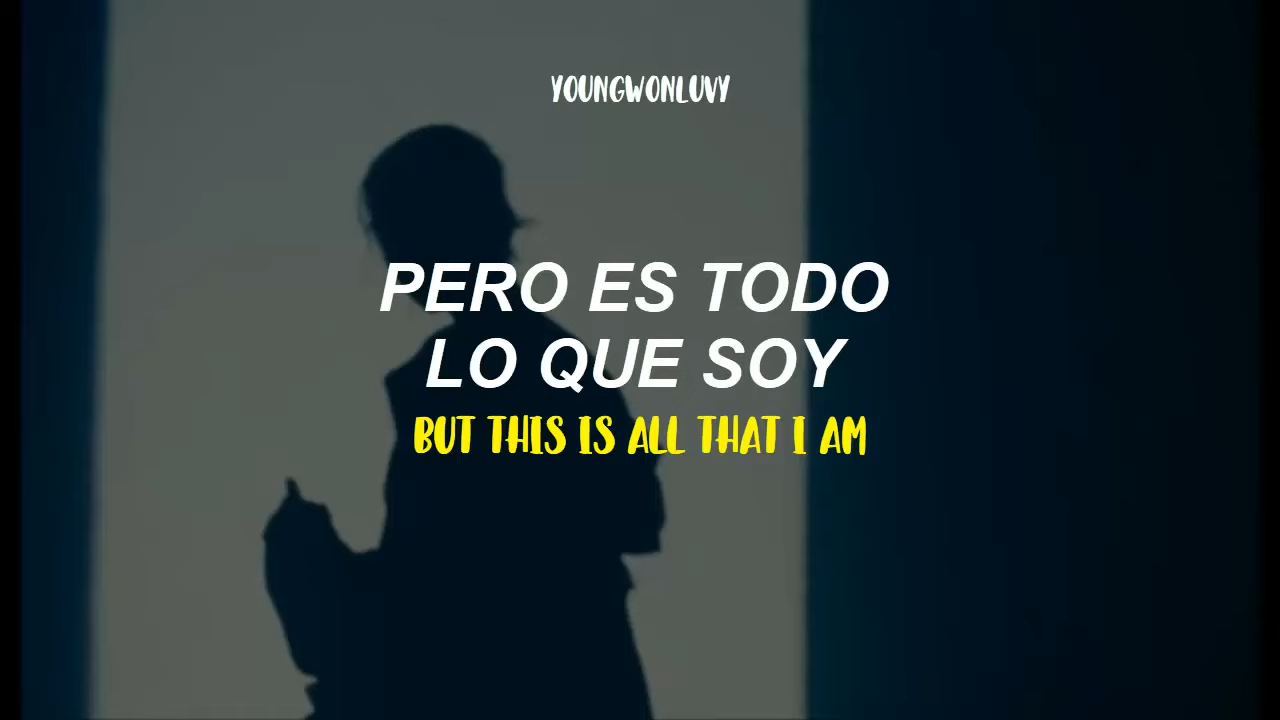 YOUNGWONLUVY
PERO ES TODO
LO QUE SOY
BUT THIS IS ALL THAT I AM